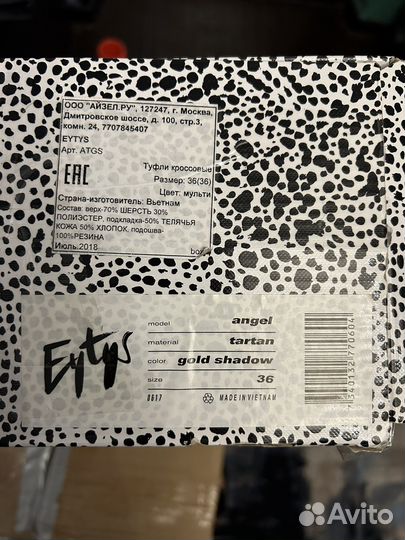 ООО "АЙЗЕЛ.РУ", 127247, г. Москва,
Дмитровское шоссе, д. 100, стр.3,
комн. 24, 7707845407
EYTYS
Арт. ATGS
Туфли кроссовые
EAC
Размер: 36(36)
Цвет: мульти
Страна-изготовитель: Вьетнам
Состав: верх-70% ШЕРСТЬ 30%
ПОЛИЭСТЕР, подкладка-50% ТЕЛЯЧЬЯ
КОЖА 50% ХЛОПОК, подошва-
100%РЕЗИНА
Июль.2018
box
Eytys
model angel
material tartan
color gold shadow
size 36
0617 MADE IN VIETNAM
Avito